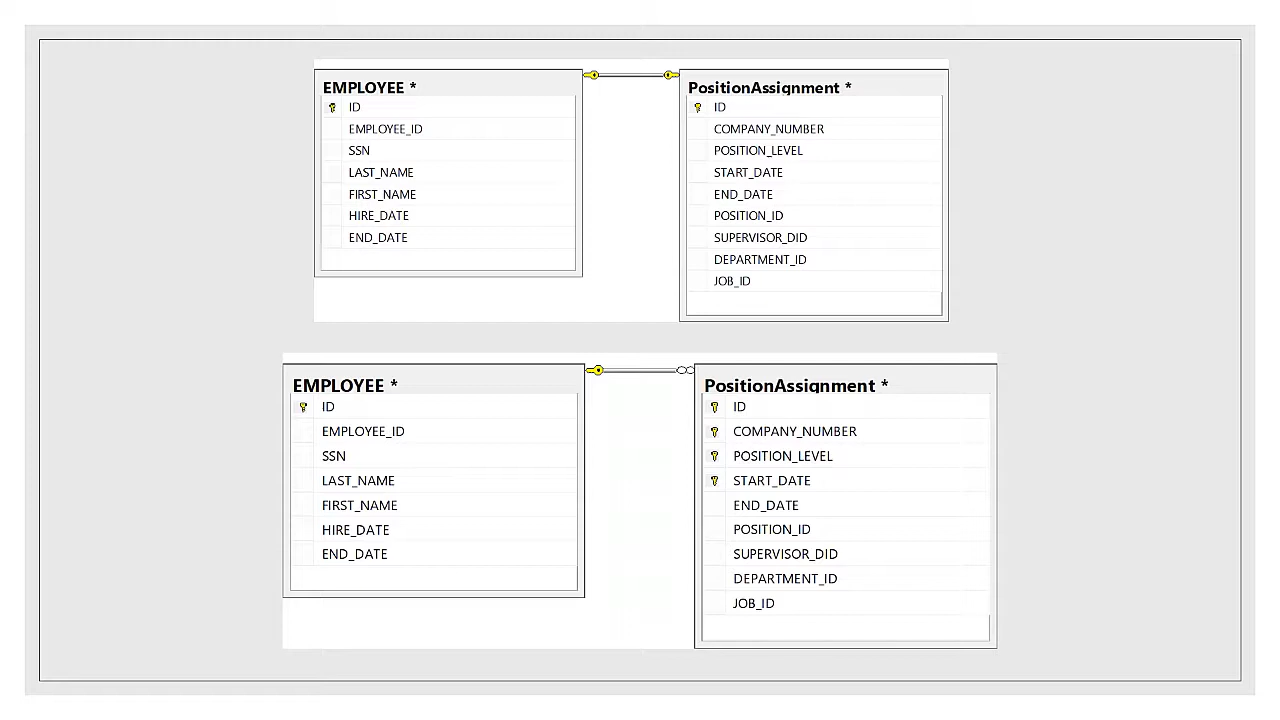 EMPLOYEE *
ID
EMPLOYEE_ID
SSN
LAST_NAME
FIRST_NAME
HIRE_DATE
END_DATE
PositionAssignment *
ID
COMPANY_NUMBER
POSITION_LEVEL
START_DATE
END_DATE
POSITION_ID
SUPERVISOR_DID
DEPARTMENT_ID
JOB_ID
EMPLOYEE *
ID
EMPLOYEE_ID
SSN
LAST_NAME
FIRST_NAME
HIRE_DATE
END_DATE
PositionAssignment *
ID
COMPANY_NUMBER
POSITION_LEVEL
START_DATE
END_DATE
POSITION_ID
SUPERVISOR_DID
DEPARTMENT_ID
JOB_ID